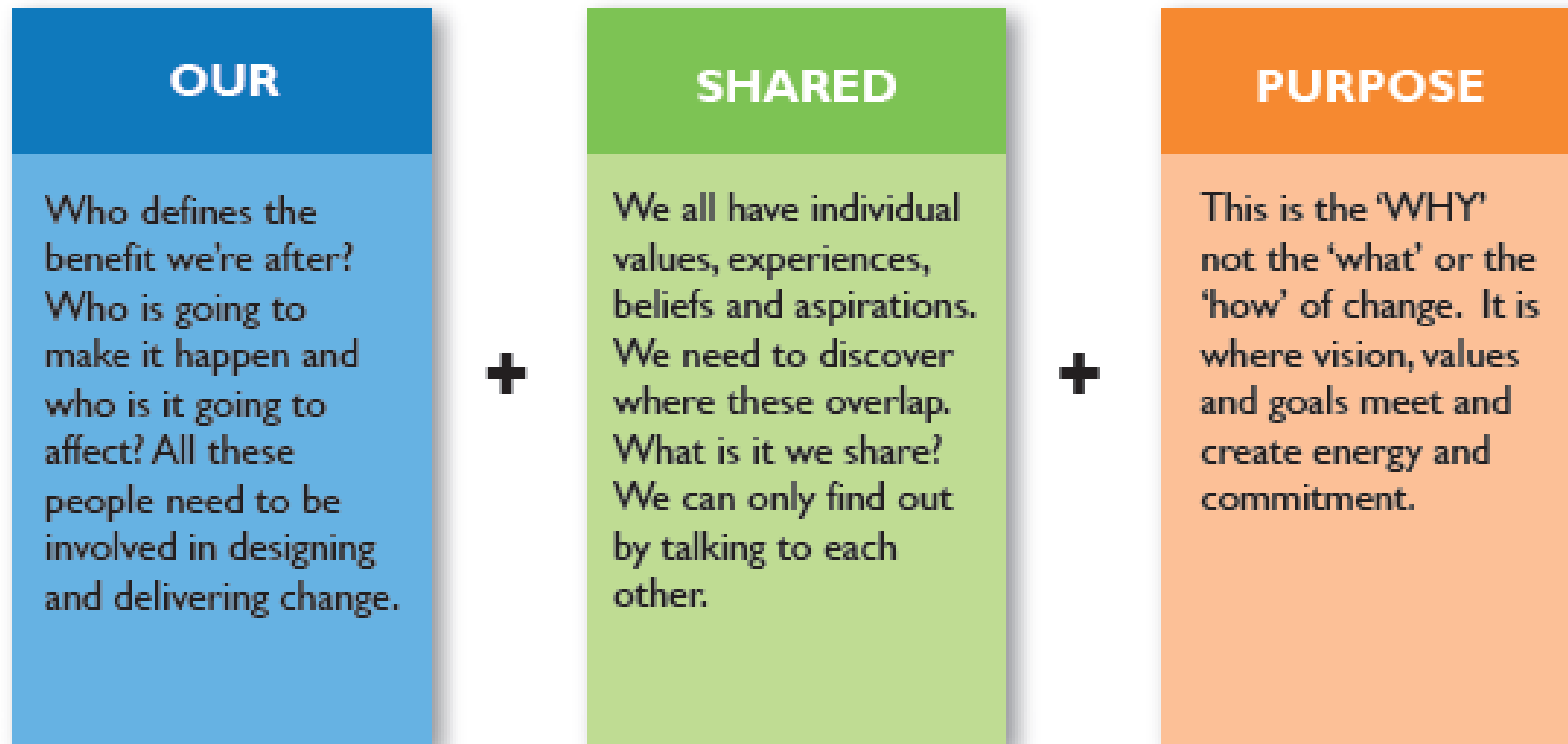 OUR
Who defines the
benefit we're after?
Who is going to
make it happen and
who is it going to
affect? All these
people need to be
involved in designing
and delivering change.
+
SHARED
We all have individual
values, experiences,
beliefs and aspirations.
We need to discover
where these overlap.
What is it we share?
We can only find out
by talking to each
other.
+
PURPOSE
This is the ‘WHY’
not the ‘what’ or the
‘how’ of change.  It is
where vision, values
and goals meet and
create energy and
commitment.